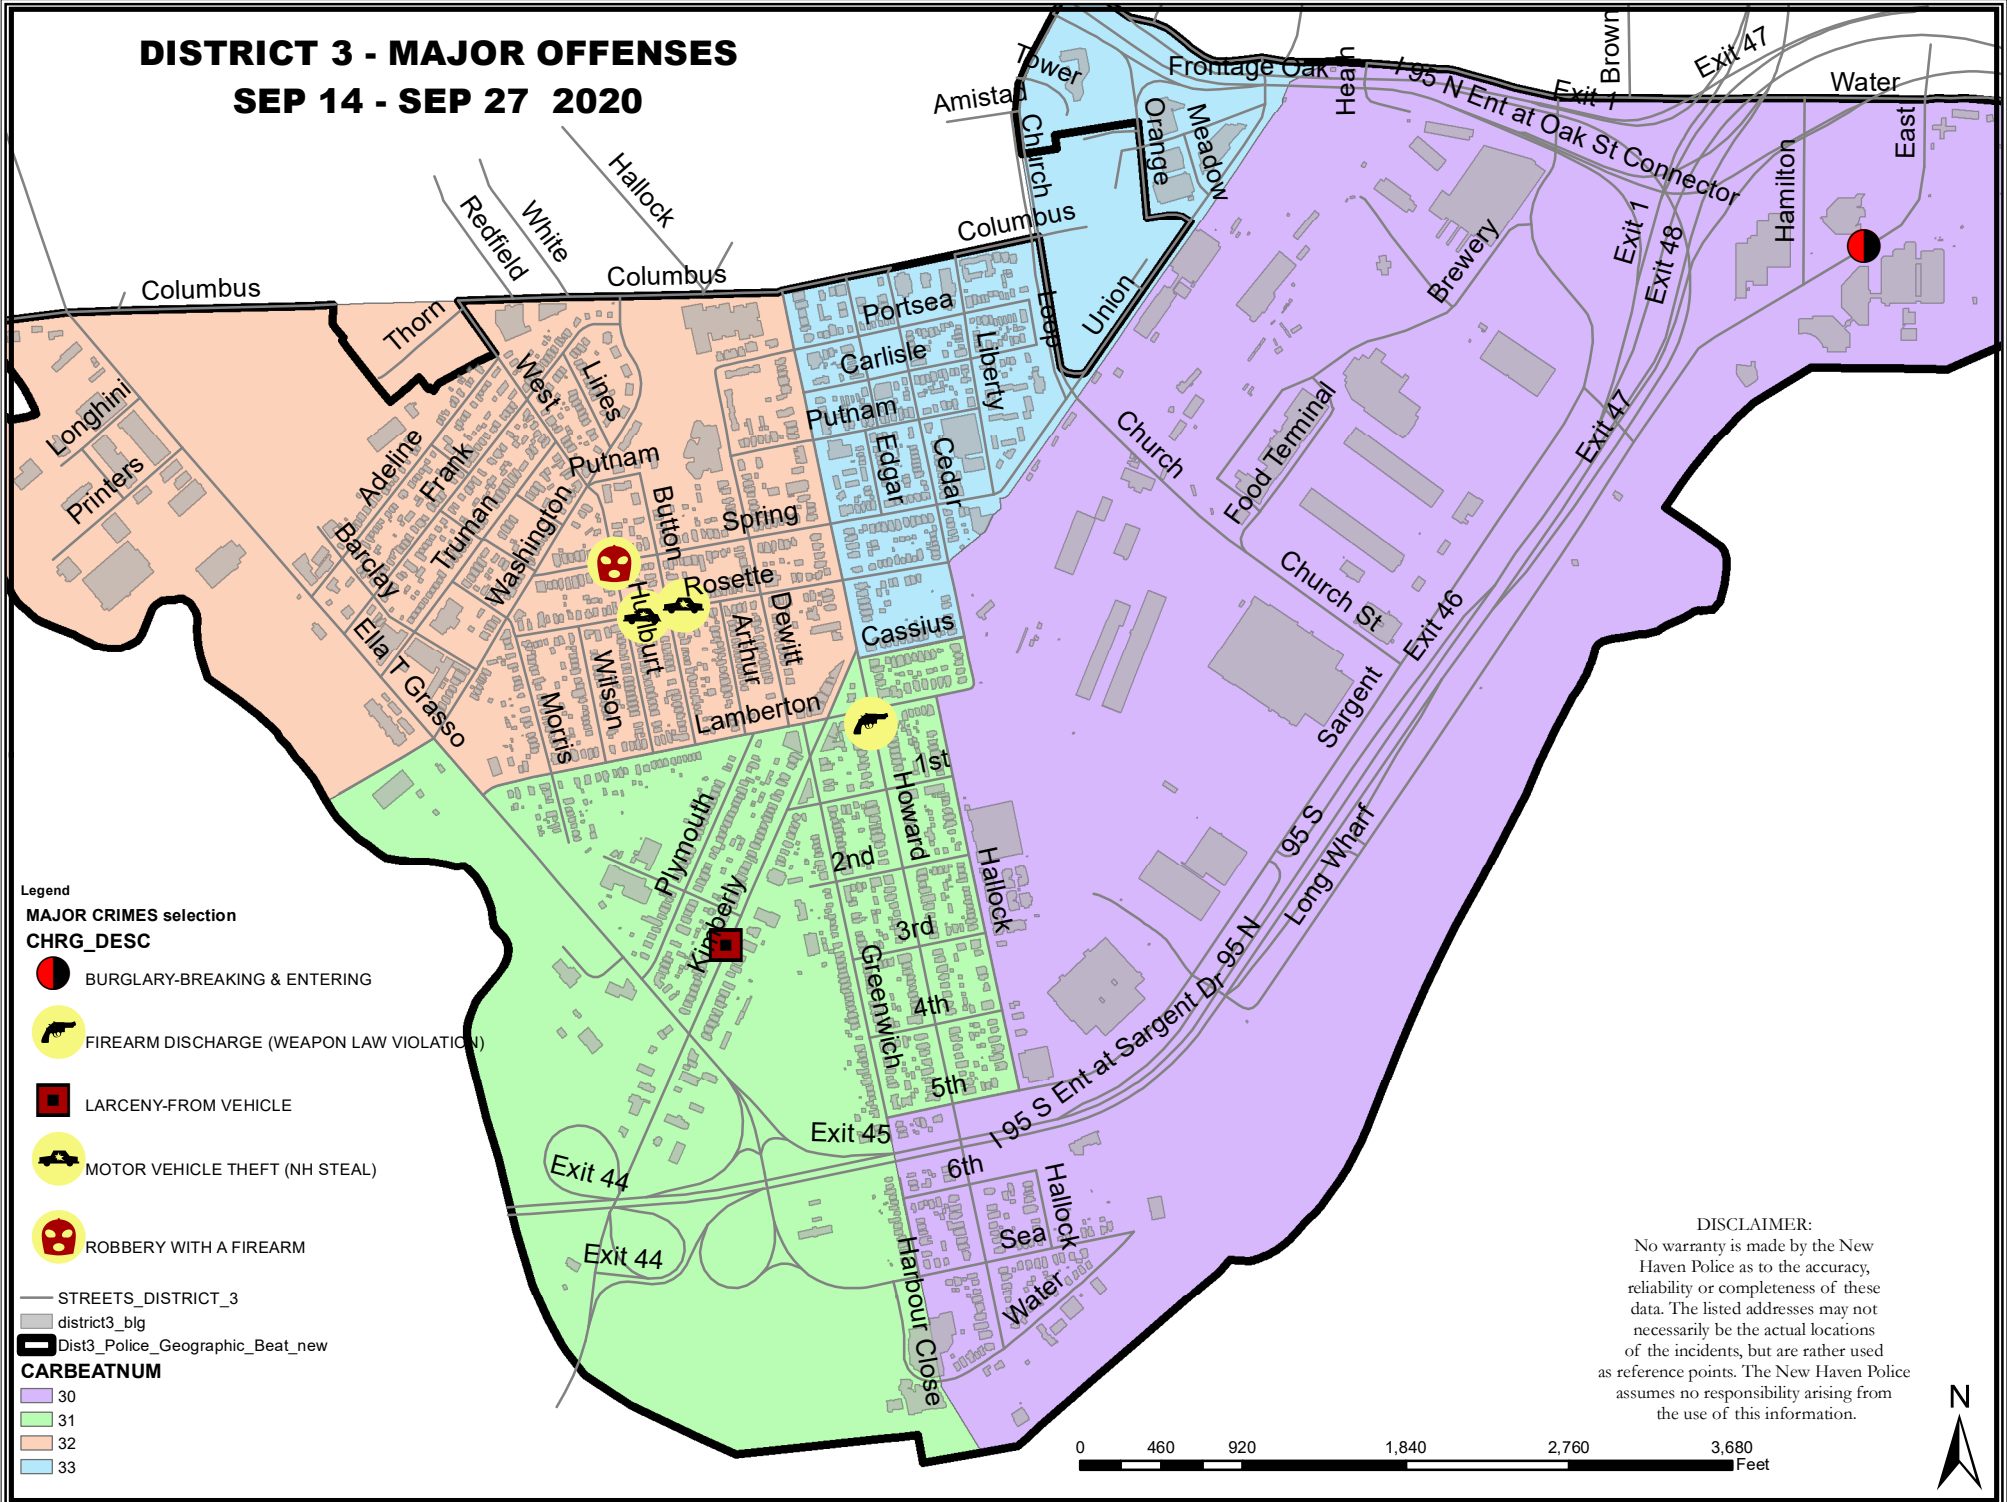 DISTRICT 3 - MAJOR OFFENSES
SEP 14 - SEP 27 2020
Tower
Amistad
Church
Orange
Meadow
Frontage Oak
Heath
I 95 N Ent at Oak St Connector
Exit 1
Brown
Exit 47
Water
East
Hamilton
Exit 1
Exit 48
Brewery
Hallock
White
Redfield
Columbus
Columbus
Columbus
Thorn
Portsea
Carlisle
Putnam
Liberty
Loop
Union
Edgar
Cedar
West
Lines
Putnam
Button
Spring
Rosette
Hurlburt
Arthur
Dewitt
Cassius
Longhini
Printers
Adeline
Frank
Truman
Washington
Barclay
Ella T Grasso
Morris
Wilson
Lamberton
Church
Food Terminal
Church St
Exit 47
Exit 46
Sargent
95 S
Long Wharf
95 N
I 95 S Ent at Sargent Dr
1st
Howard
2nd
Hallock
3rd
Greenwich
4th
5th
Plymouth
Kimberly
Exit 45
Exit 44
Exit 44
6th
Hallock
Sea
Water
Harbour Close
Legend
MAJOR CRIMES selection
CHRG_DESC
BURGLARY-BREAKING & ENTERING
FIREARM DISCHARGE (WEAPON LAW VIOLATION)
LARCENY-FROM VEHICLE
MOTOR VEHICLE THEFT (NH STEAL)
ROBBERY WITH A FIREARM
STREETS_DISTRICT_3
district3_blg
Dist3_Police_Geographic_Beat_new
CARBEATNUM
30
31
32
33
DISCLAIMER:
No warranty is made by the New
Haven Police as to the accuracy,
reliability or completeness of these
data. The listed addresses may not
necessarily be the actual locations
of the incidents, but are rather used
as reference points. The New Haven Police
assumes no responsibility arising from
the use of this information.
N
0 460 920 1,840 2,760 3,680
Feet